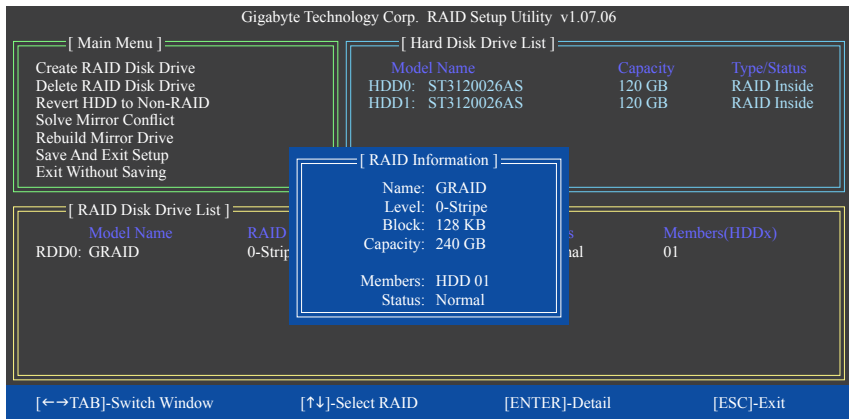 Gigabyte Technology Corp. RAID Setup Utility v1.07.06
[ Main Menu ]
Create RAID Disk Drive
Delete RAID Disk Drive
Revert HDD to Non-RAID
Solve Mirror Conflict
Rebuild Mirror Drive
Save And Exit Setup
Exit Without Saving
[ Hard Disk Drive List ]
Model Name Capacity Type/Status
HDD0: ST3120026AS 120 GB RAID Inside
HDD1: ST3120026AS 120 GB RAID Inside
[ RAID Information ]
Name: GRAID
Level: 0-Stripe
Block: 128 KB
Capacity: 240 GB
Members: HDD 01
Status: Normal
[ RAID Disk Drive List ]
Model Name RAID Members(HDDx)
RDD0: GRAID 01
[←→TAB]-Switch Window [↑↓]-Select RAID [ENTER]-Detail [ESC]-Exit